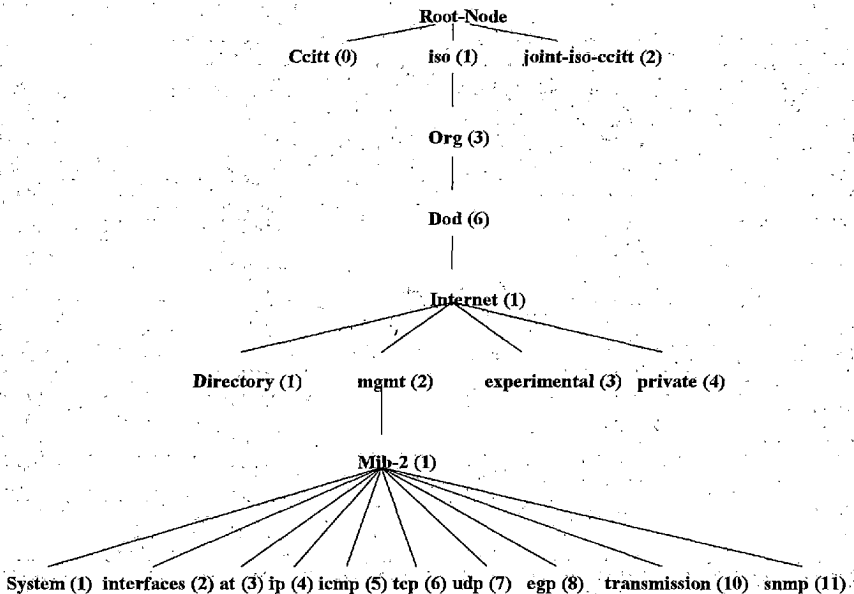 Root-Node
Ccitt (0) iso (1) joint-iso-ccitt (2)
Org (3)
Dod (6)
Internet (1)
Directory (1) mgmt (2) experimental (3) private (4)
Mib-2 (1)
System (1) interfaces (2) at (3) ip (4) icmp (5) tcp (6) udp (7) egp (8) transmission (10) snmp (11)